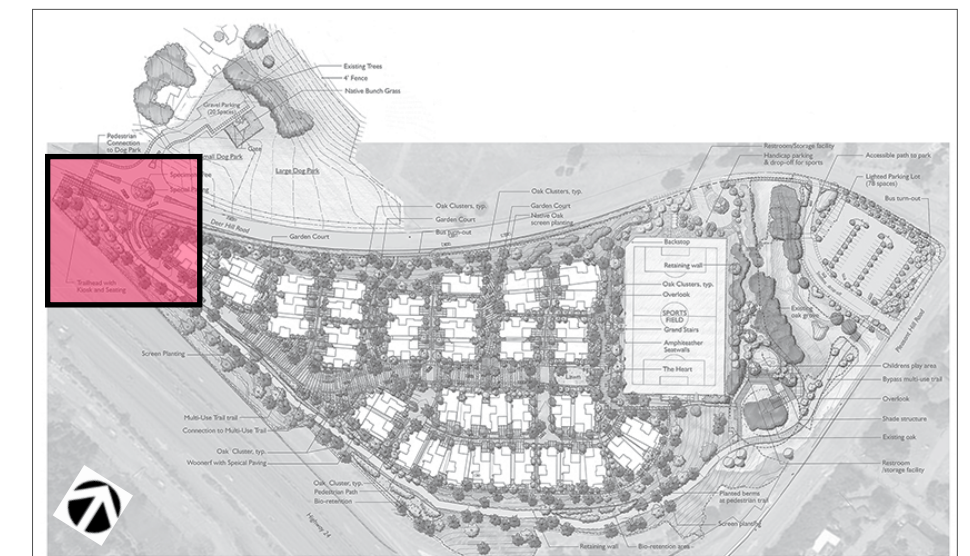 Existing Trees
4' Fence
Native Bunch Grass
Gravel Parking
(20 Spaces)
Pedestrian
Connection
to Dog Park
Gate
Small Dog Park
Large Dog Park
Specimen Tree
Special Paving
Deer Hill Road
Trailhead with
Kiosk and Seating
Garden Court
Oak Clusters, typ.
Garden Court
Bus turn-out
Oak Clusters, typ.
Garden Court
Native Oak
screen planting
Restroom/Storage facility
Handicap parking
& drop-off for sports
Accessible path to park
Lighted Parking Lot
Bus turn-out
Backstop
Retaining wall
Oak Clusters, typ.
Overlook
SPORTS
FIELD
Grand Stairs
Amphiteather
Seatwalls
The Heart
Lawn
Existing
oak grove
Pleasant Hill Road
Childrens play area
Bypass multi-use trail
Overlook
Shade structure
Existing oak
Restroom
/storage facility
Screen Planting
Multi-Use Trail trail
Connection to Multi-Use Trail
Oak Cluster, typ.
Woonerf with Speical Paving
Oak Cluster, typ.
Pedestrian Path
Bio-retention
Highway 24
Planted berms
at pedestrian trail
Screen planting
Retaining wall
Bio-retention area